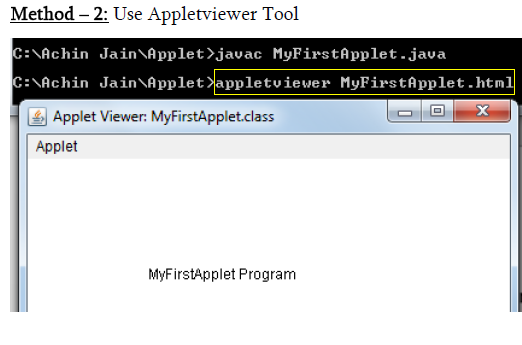 Method – 2: Use Appletviewer Tool
C:\Achin Jain\Applet>javac MyFirstApplet.java
C:\Achin Jain\Applet>appletviewer MyFirstApplet.html
Applet Viewer: MyFirstApplet.class
Applet
MyFirstApplet Program